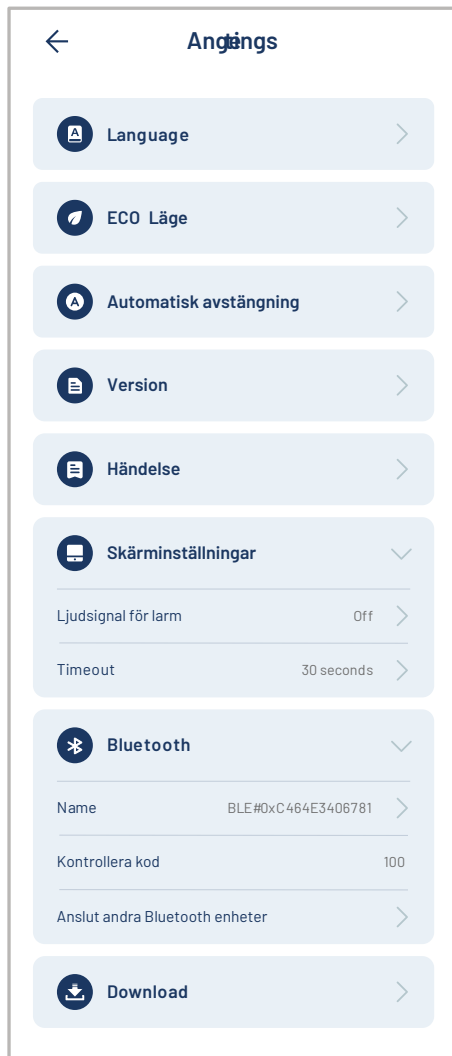 Language
ECO Läge
Automatisk avstängning
Version
Händelse
Skärminställningar
Ljudsignal för larm Off
Timeout 30 seconds
Bluetooth
Name BLE#0xC464E3406781
Kontrollera kod 100
Anslut andra Bluetooth enheter
Download